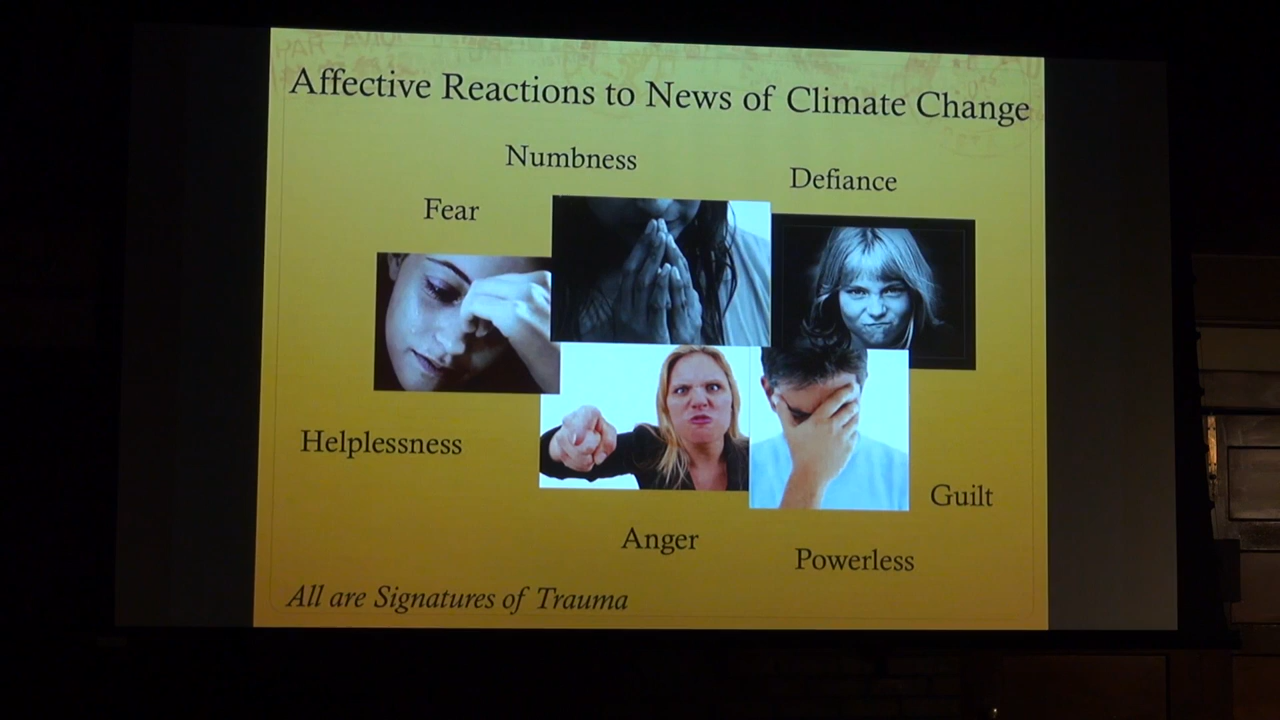 Affective Reactions to News of Climate Change
Numbness
Defiance
Fear
Helplessness
Guilt
Anger
Powerless
All are Signatures of Trauma